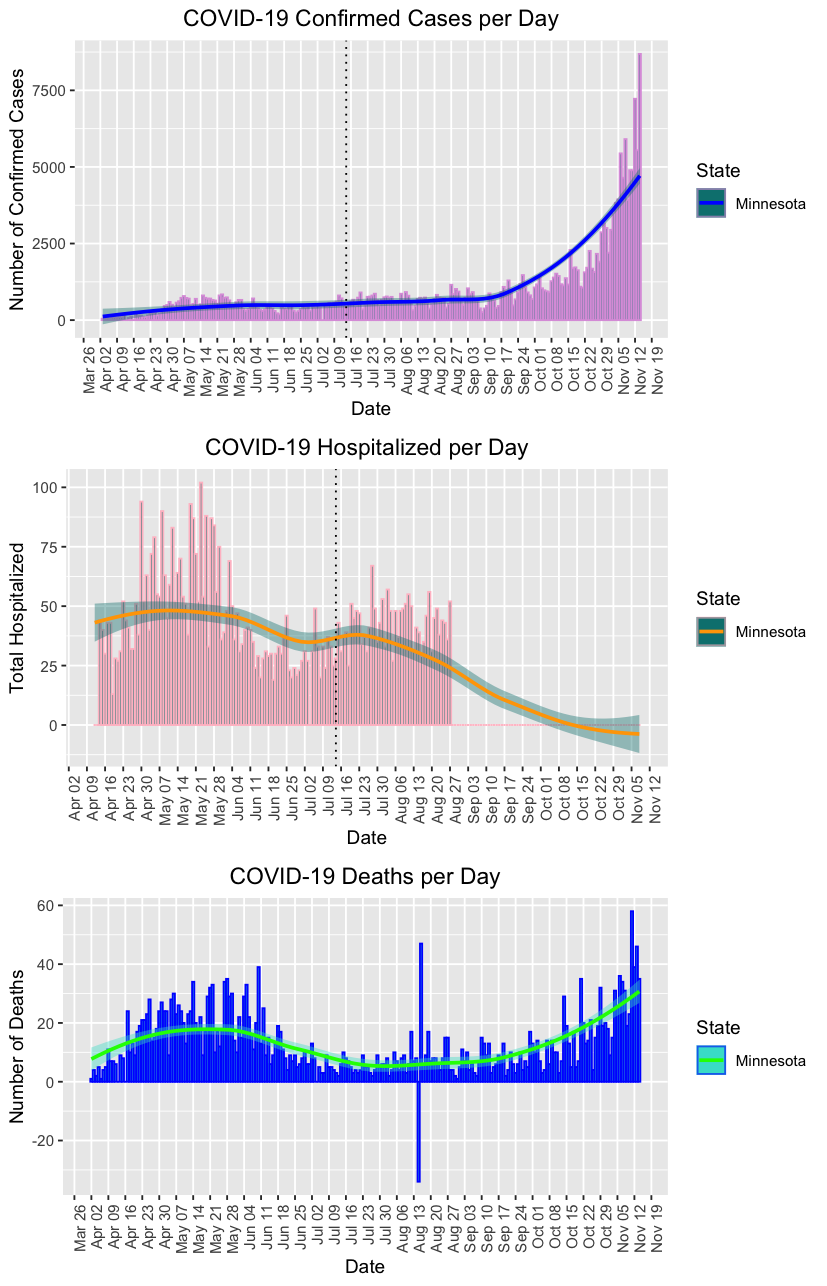 COVID-19 Confirmed Cases per Day
Number of Confirmed Cases
7500
5000
2500
0
Mar 26
Apr 02
Apr 09
Apr 16
Apr 23
Apr 30
May 07
May 14
May 21
May 28
Jun 04
Jun 11
Jun 18
Jun 25
Jul 02
Jul 09
Jul 16
Jul 23
Jul 30
Aug 06
Aug 13
Aug 20
Aug 27
Sep 03
Sep 10
Sep 17
Sep 24
Oct 01
Oct 08
Oct 15
Oct 22
Oct 29
Nov 05
Nov 12
Nov 19
Date
State
Minnesota
COVID-19 Hospitalized per Day
Total Hospitalized
100
75
50
25
0
Apr 02
Apr 09
Apr 16
Apr 23
Apr 30
May 07
May 14
May 21
May 28
Jun 04
Jun 11
Jun 18
Jun 25
Jul 02
Jul 09
Jul 16
Jul 23
Jul 30
Aug 06
Aug 13
Aug 20
Aug 27
Sep 03
Sep 10
Sep 17
Sep 24
Oct 01
Oct 08
Oct 15
Oct 22
Oct 29
Nov 05
Nov 12
Date
State
Minnesota
COVID-19 Deaths per Day
Number of Deaths
60
40
20
0
-20
Mar 26
Apr 02
Apr 09
Apr 16
Apr 23
Apr 30
May 07
May 14
May 21
May 28
Jun 04
Jun 11
Jun 18
Jun 25
Jul 02
Jul 09
Jul 16
Jul 23
Jul 30
Aug 06
Aug 13
Aug 20
Aug 27
Sep 03
Sep 10
Sep 17
Sep 24
Oct 01
Oct 08
Oct 15
Oct 22
Oct 29
Nov 05
Nov 12
Nov 19
Date
State
Minnesota